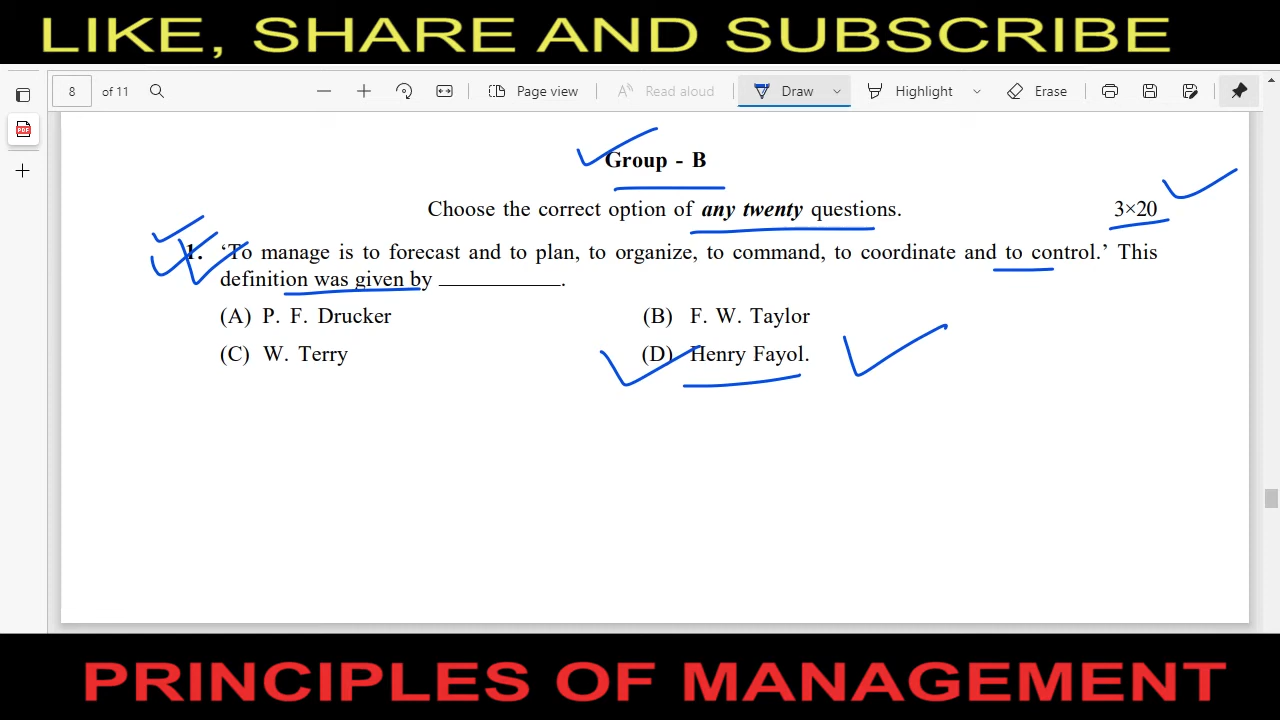 LIKE, SHARE AND SUBSCRIBE
8 of 11 Page view Read aloud Draw Highlight Erase
Group - B
Choose the correct option of any twenty questions. 3×20
1. ‘To manage is to forecast and to plan, to organize, to command, to coordinate and to control.’ This
definition was given by ____________.
(A) P. F. Drucker (B) F. W. Taylor
(C) W. Terry (D) Henry Fayol.
PRINCIPLES OF MANAGEMENT